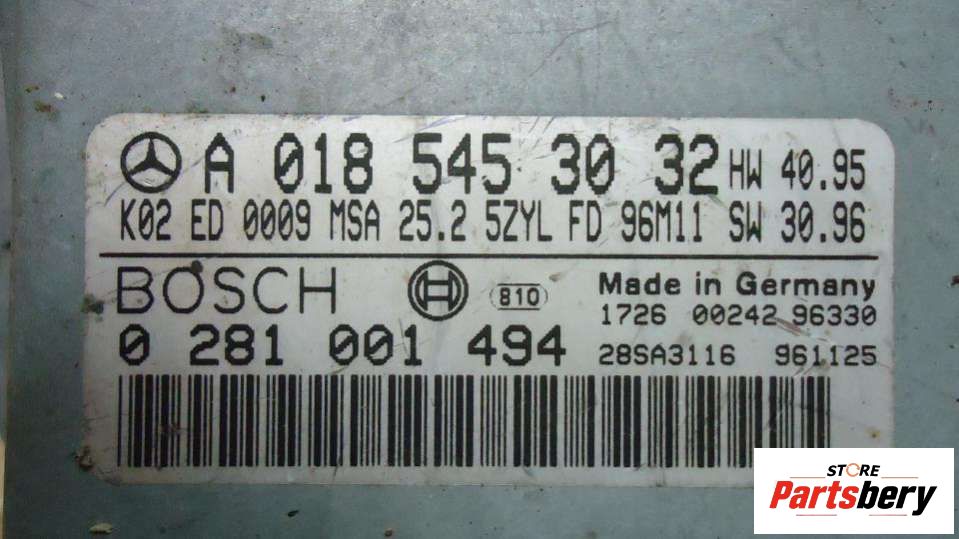 A 018 545 30 32 HW 40.95
K02 ED 0009 MSA 25.2 5ZYL FD 96M11 SW 30.96
BOSCH 810 Made in Germany
1726 00242 96330
0 281 001 494 28SA3116 961125
STORE
Partsbery